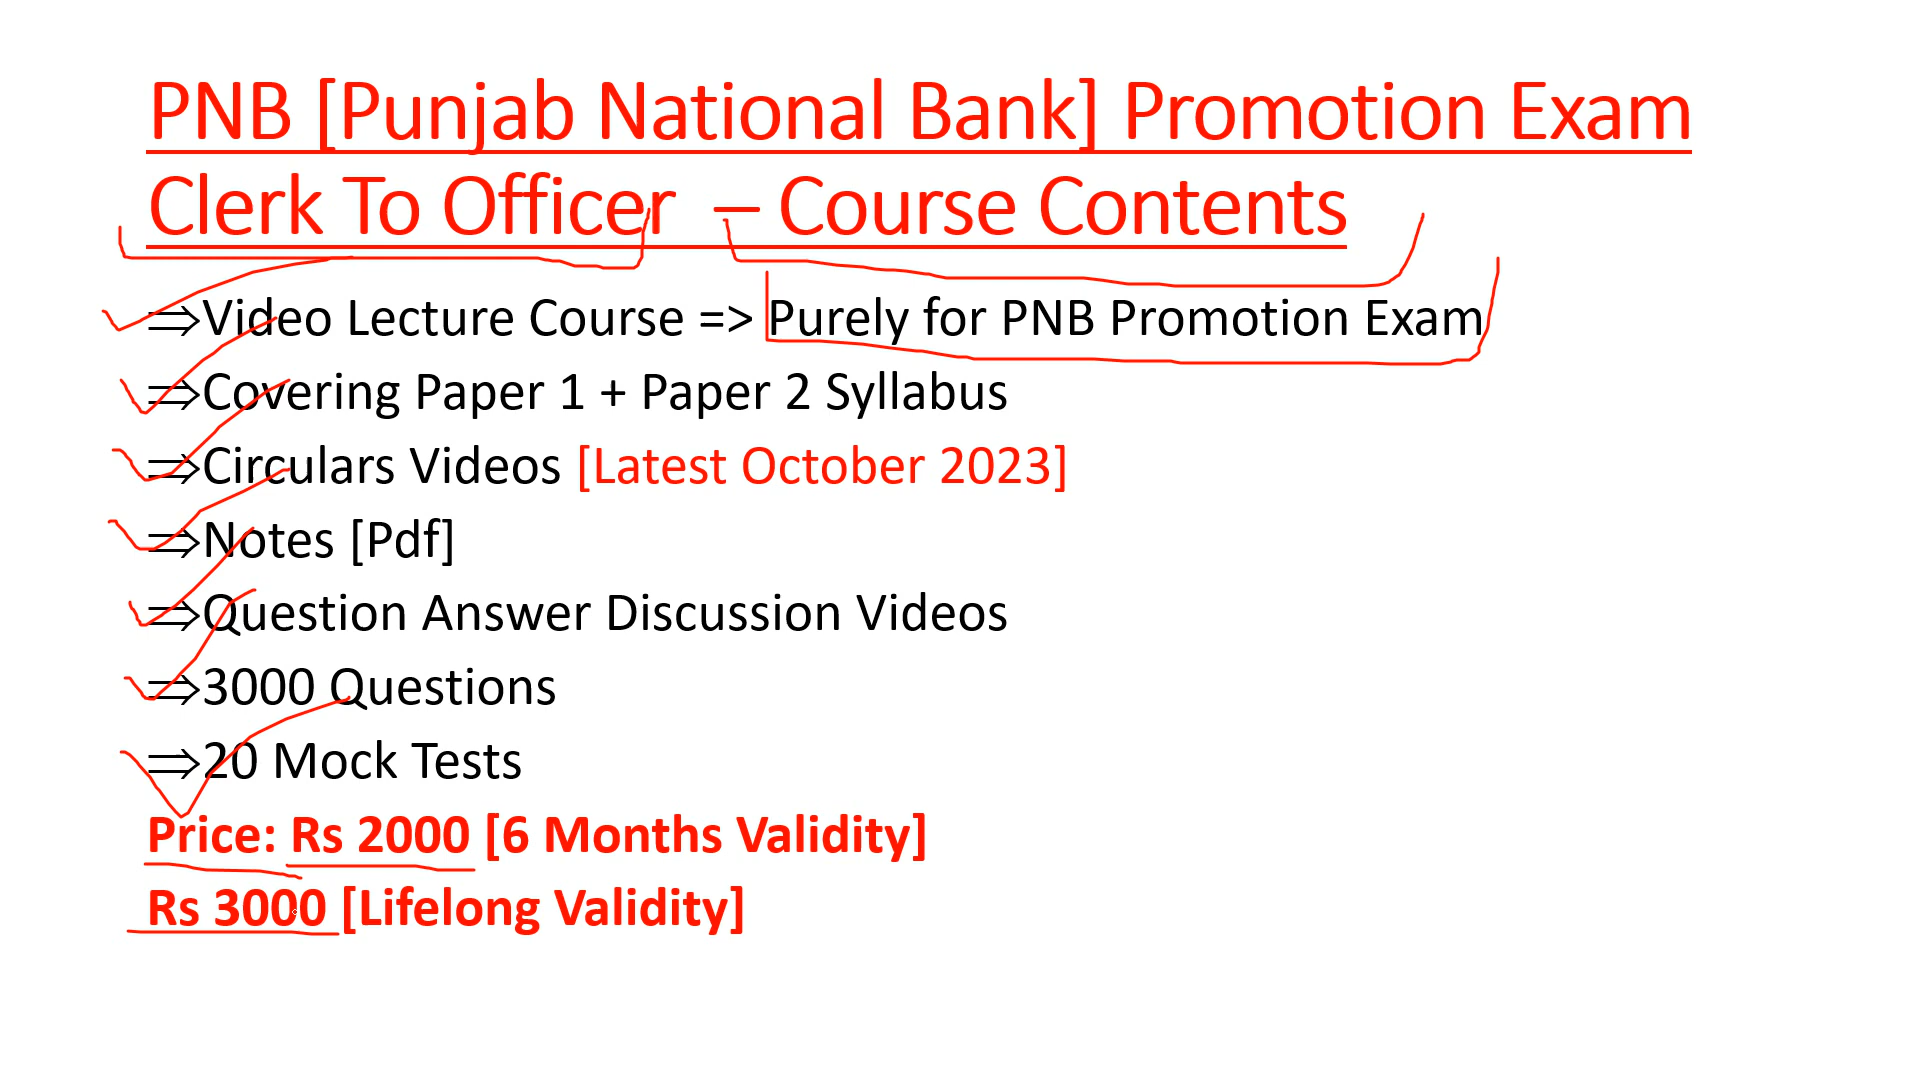 PNB [Punjab National Bank] Promotion Exam
Clerk To Officer – Course Contents
⇒Video Lecture Course => Purely for PNB Promotion Exam
⇒Covering Paper 1 + Paper 2 Syllabus
⇒Circulars Videos [Latest October 2023]
⇒Notes [Pdf]
⇒Question Answer Discussion Videos
⇒3000 Questions
⇒20 Mock Tests
Price: Rs 2000 [6 Months Validity]
Rs 3000 [Lifelong Validity]